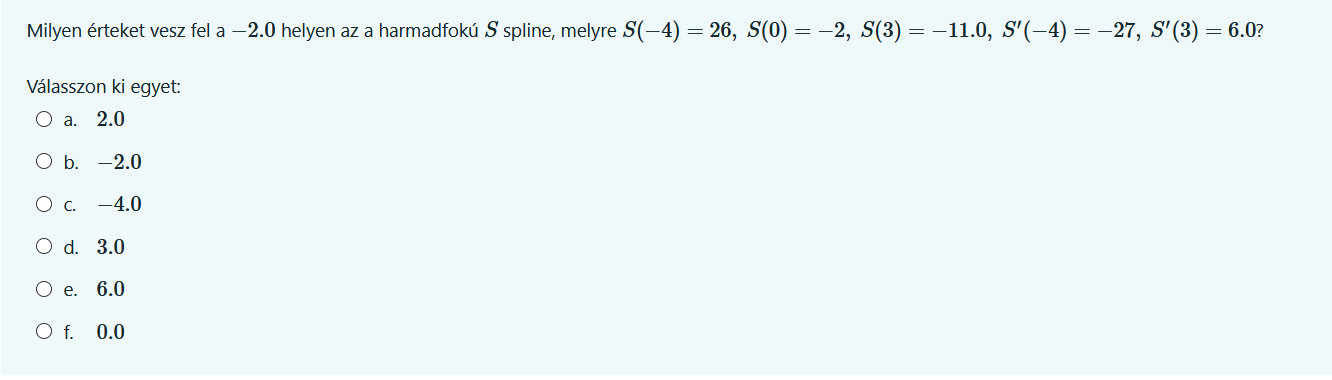 Milyen érteket vesz fel a −2.0 helyen az a harmadfokú S spline, melyre S(−4) = 26, S(0) = −2, S(3) = −11.0, S′(−4) = −27, S′(3) = 6.0?
Válasszon ki egyet:
a. 2.0
b. −2.0
c. −4.0
d. 3.0
e. 6.0
f. 0.0